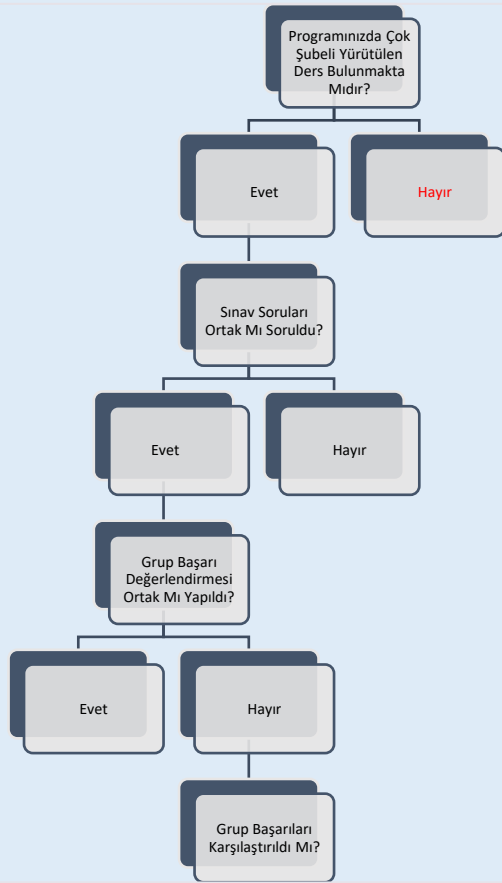 Programınızda Çok
Şubeli Yürütülen
Ders Bulunmakta
Mıdır?
Evet
Hayır
Sınav Soruları
Ortak Mı Soruldu?
Evet
Hayır
Grup Başarı
Değerlendirmesi
Ortak Mı Yapıldı?
Evet
Hayır
Grup Başarıları
Karşılaştırıldı Mı?